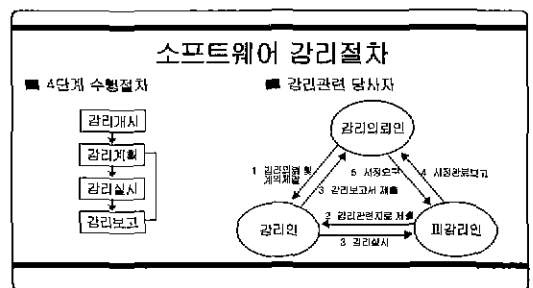 소프트웨어 감리절차
■ 4단계 수행절차
감리개시
감리계획
감리실시
감리보고
■ 감리관련 당사자
감리의뢰인
1 감리의뢰 및
계약체결
5 시정요구
4 시정완료보고
3 감리보고서 제출
감리인
2 감리관련자료 제출
3 감리실시
피감리인